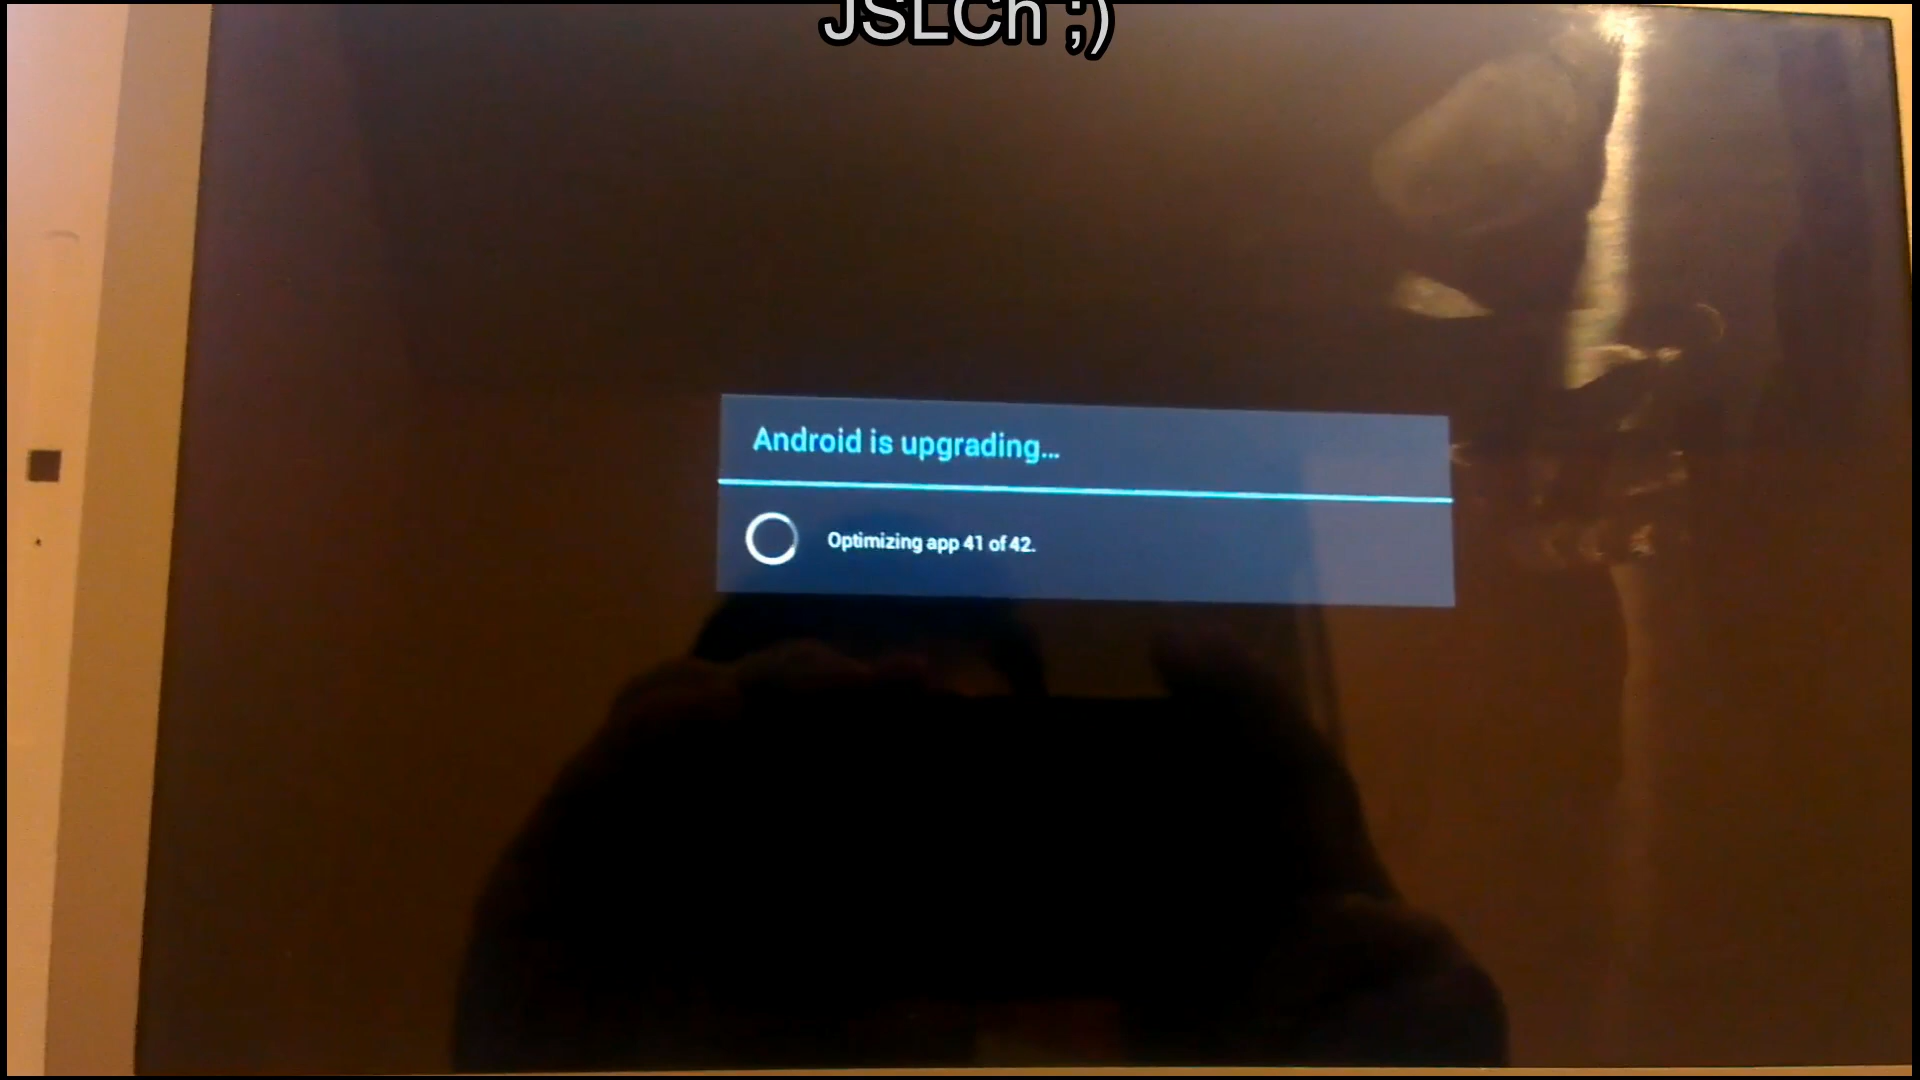 JSLCh ;)
Android is upgrading...
Optimizing app 41 of 42.